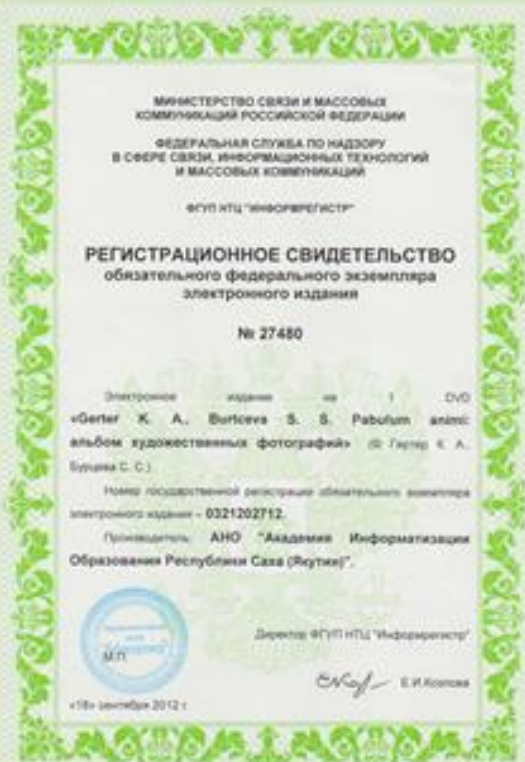 МИНИСТЕРСТВО СВЯЗИ И МАССОВЫХ
КОММУНИКАЦИЙ РОССИЙСКОЙ ФЕДЕРАЦИИ
ФЕДЕРАЛЬНАЯ СЛУЖБА ПО НАДЗОРУ
В СФЕРЕ СВЯЗИ, ИНФОРМАЦИОННЫХ ТЕХНОЛОГИЙ
И МАССОВЫХ КОММУНИКАЦИЙ
ФГУП НТЦ "ИНФОРМРЕГИСТР"
РЕГИСТРАЦИОННОЕ СВИДЕТЕЛЬСТВО
обязательного федерального экземпляра
электронного издания
№ 27480
Электронное издание на 1 DVD
«Gerter K. A., Burtceva S. S. Pabulum animi:
альбом художественных фотографий» (© Гертер К. А.,
Бурцева С. С.).
Номер государственной регистрации обязательного экземпляра
электронного издания – 0321202712.
Производитель: АНО "Академия Информатизации
Образования Республики Саха (Якутия)".
Директор ФГУП НТЦ "Информрегистр"
М.П.
Е.И.Козлова
«18» сентября 2012 г.